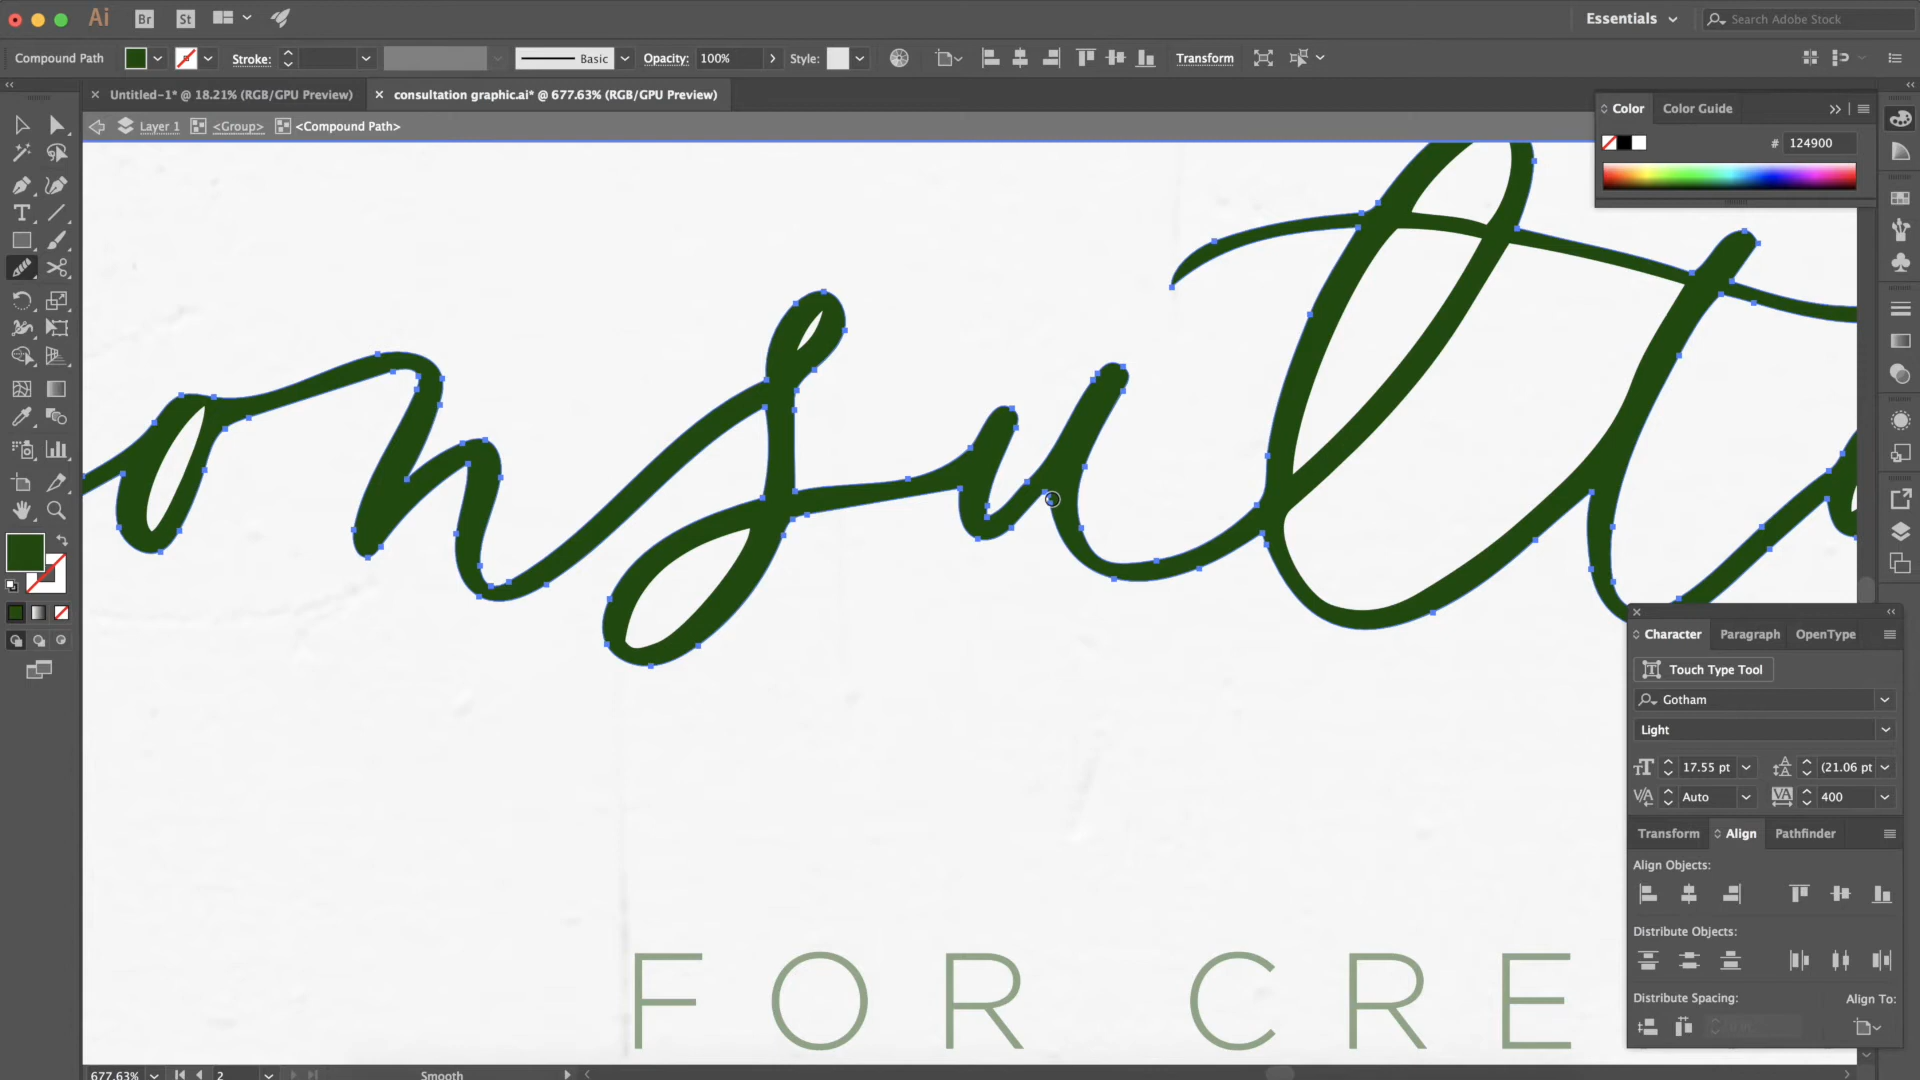 Ai Br St Essentials Search Adobe Stock
Compound Path Stroke: Basic Opacity: 100% Style: Transform
Untitled-1* @ 18.21% (RGB/GPU Preview) consultation graphic.ai* @ 677.63% (RGB/GPU Preview)
Layer 1 <Group> <Compound Path>
Color Color Guide
# 124900
onsult
Character Paragraph OpenType
Touch Type Tool
Gotham
Light
17.55 pt (21.06 pt
Auto 400
Transform Align Pathfinder
Align Objects:
Distribute Objects:
FOR CRE
Distribute Spacing: Align To:
677.63% 2 Smooth